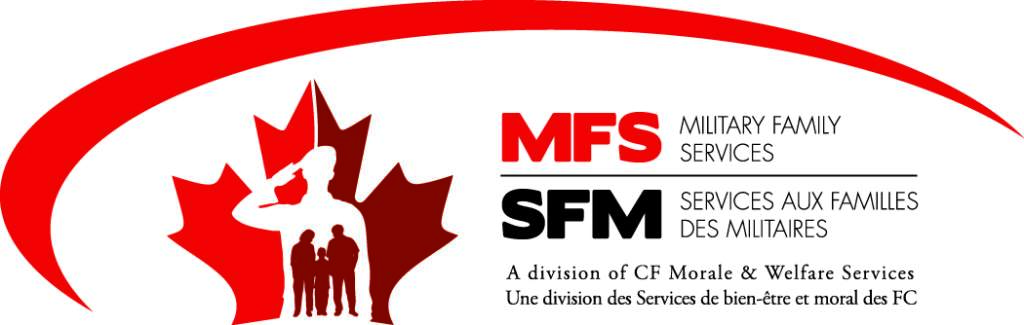 MFS
MILITARY FAMILY
SERVICES
SFM
SERVICES AUX FAMILLES
DES MILITAIRES
A division of CF Morale & Welfare Services
Une division des Services de bien-être et moral des FC